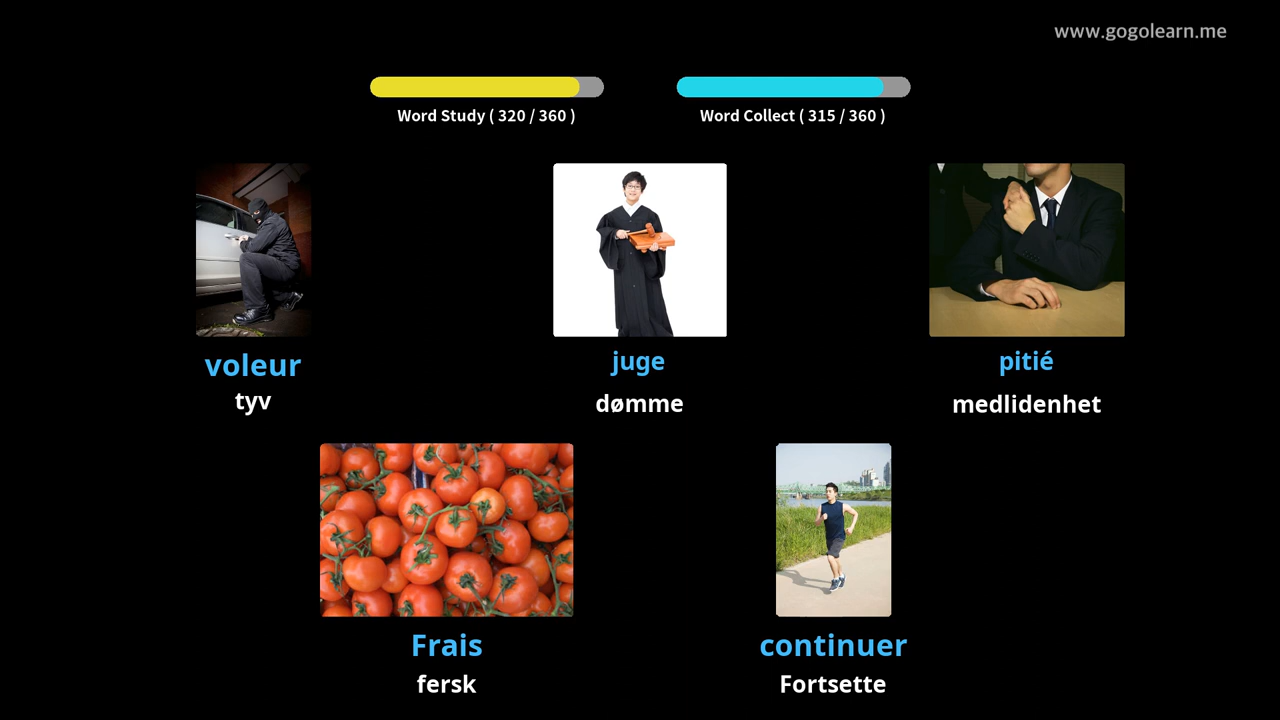 www.gogolearn.me
Word Study ( 320 / 360 )
Word Collect ( 315 / 360 )
voleur
tyv
juge
dømme
pitié
medlidenhet
Frais
fersk
continuer
Fortsette